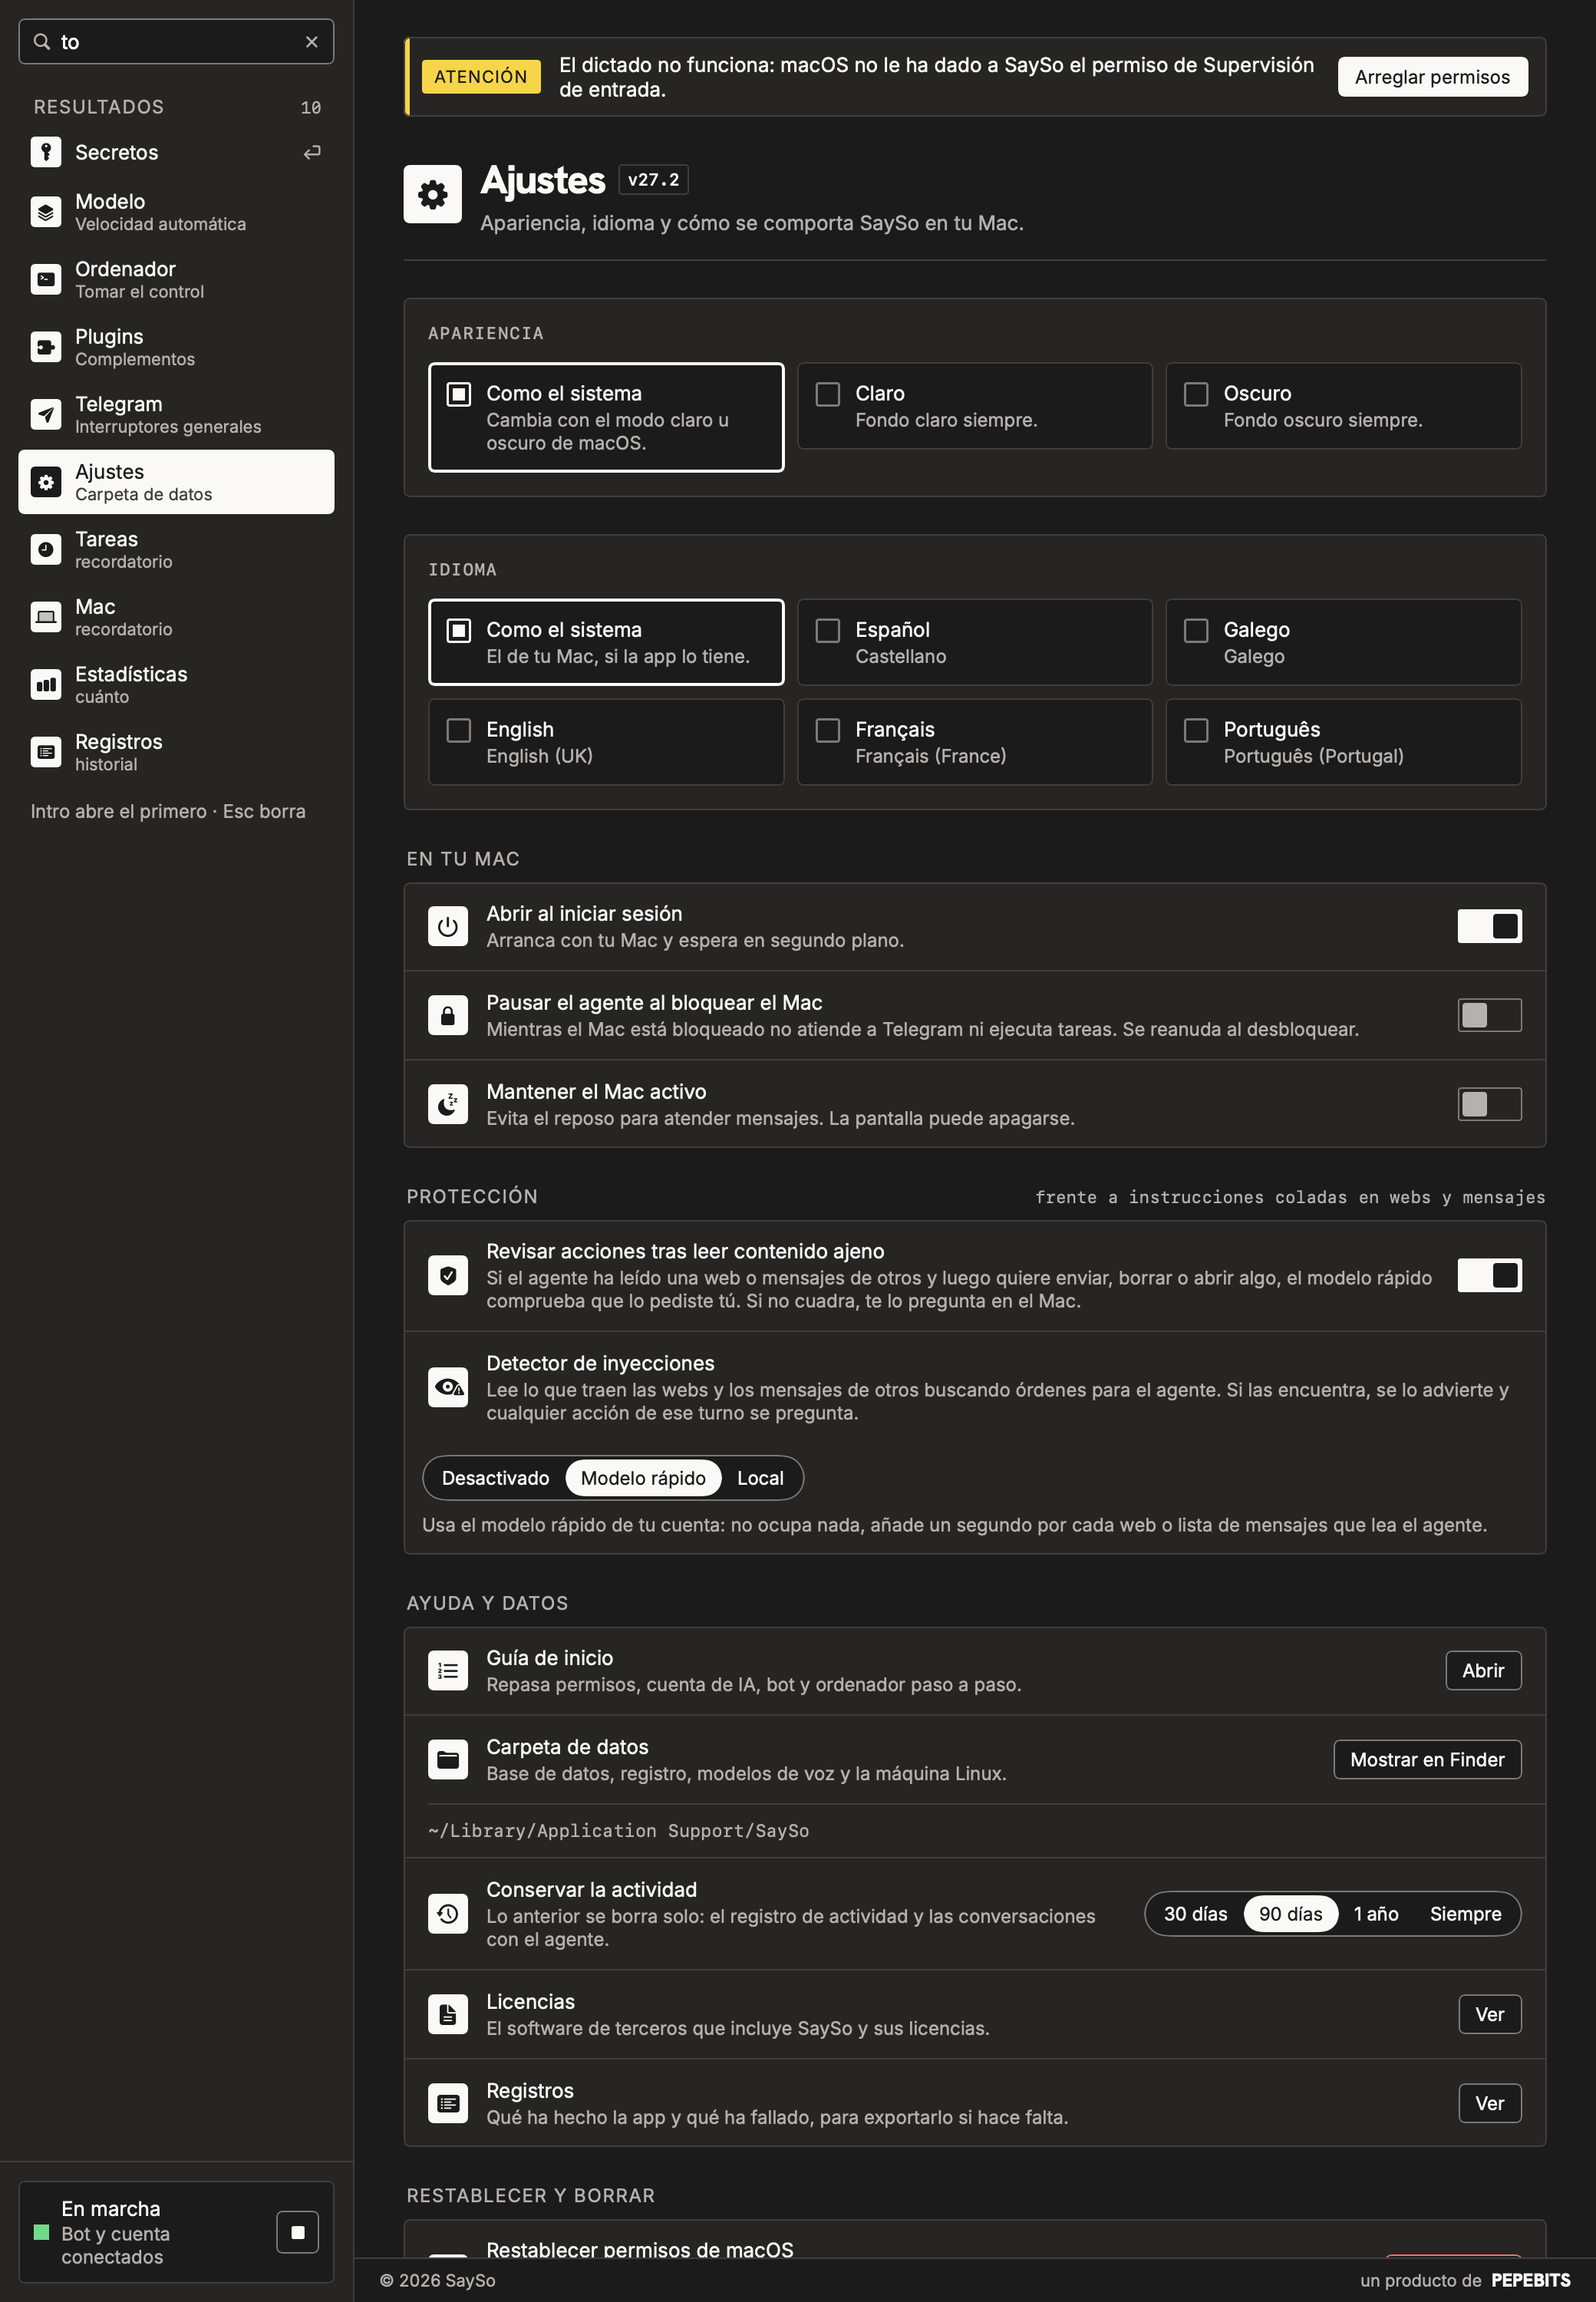 to
RESULTADOS 10
Secretos
Modelo
Velocidad automática
Ordenador
Tomar el control
Plugins
Complementos
Telegram
Interruptores generales
Ajustes
Carpeta de datos
Tareas
recordatorio
Mac
recordatorio
Estadísticas
cuánto
Registros
historial
Intro abre el primero · Esc borra
En marcha
Bot y cuenta
conectados
ATENCIÓN
El dictado no funciona: macOS no le ha dado a SaySo el permiso de Supervisión
de entrada.
Arreglar permisos
Ajustes v27.2
Apariencia, idioma y cómo se comporta SaySo en tu Mac.
APARIENCIA
Como el sistema
Cambia con el modo claro u
oscuro de macOS.
Claro
Fondo claro siempre.
Oscuro
Fondo oscuro siempre.
IDIOMA
Como el sistema
El de tu Mac, si la app lo tiene.
Español
Castellano
Galego
Galego
English
English (UK)
Français
Français (France)
Português
Português (Portugal)
EN TU MAC
Abrir al iniciar sesión
Arranca con tu Mac y espera en segundo plano.
Pausar el agente al bloquear el Mac
Mientras el Mac está bloqueado no atiende a Telegram ni ejecuta tareas. Se reanuda al desbloquear.
Mantener el Mac activo
Evita el reposo para atender mensajes. La pantalla puede apagarse.
PROTECCIÓN
frente a instrucciones coladas en webs y mensajes
Revisar acciones tras leer contenido ajeno
Si el agente ha leído una web o mensajes de otros y luego quiere enviar, borrar o abrir algo, el modelo rápido
comprueba que lo pediste tú. Si no cuadra, te lo pregunta en el Mac.
Detector de inyecciones
Lee lo que traen las webs y los mensajes de otros buscando órdenes para el agente. Si las encuentra, se lo advierte y
cualquier acción de ese turno se pregunta.
Desactivado Modelo rápido Local
Usa el modelo rápido de tu cuenta: no ocupa nada, añade un segundo por cada web o lista de mensajes que lea el agente.
AYUDA Y DATOS
Guía de inicio
Repasa permisos, cuenta de IA, bot y ordenador paso a paso.
Abrir
Carpeta de datos
Base de datos, registro, modelos de voz y la máquina Linux.
Mostrar en Finder
~/Library/Application Support/SaySo
Conservar la actividad
Lo anterior se borra solo: el registro de actividad y las conversaciones
con el agente.
30 días 90 días 1 año Siempre
Licencias
El software de terceros que incluye SaySo y sus licencias.
Ver
Registros
Qué ha hecho la app y qué ha fallado, para exportarlo si hace falta.
Ver
RESTABLECER Y BORRAR
Restablecer permisos de macOS
© 2026 SaySo
un producto de PEPEBITS